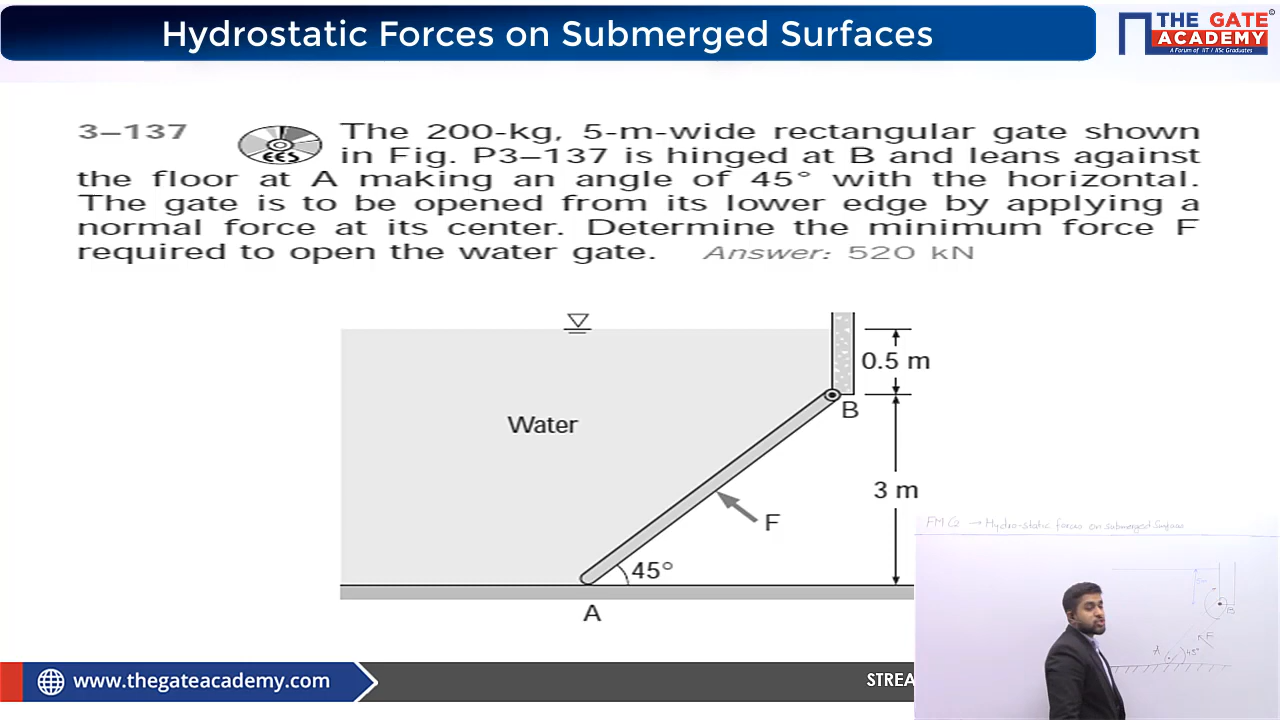 Hydrostatic Forces on Submerged Surfaces
THE GATE ACADEMY
A Forum of IIT / IISc Graduates
3–137 EES The 200-kg, 5-m-wide rectangular gate shown
in Fig. P3–137 is hinged at B and leans against
the floor at A making an angle of 45° with the horizontal.
The gate is to be opened from its lower edge by applying a
normal force at its center. Determine the minimum force F
required to open the water gate. Answer: 520 kN
0.5 m
B
Water
3 m
F
45°
A
FM G2 → Hydro-static forces on submerged Surfaces
B
F
A 45°
www.thegateacademy.com
STREA